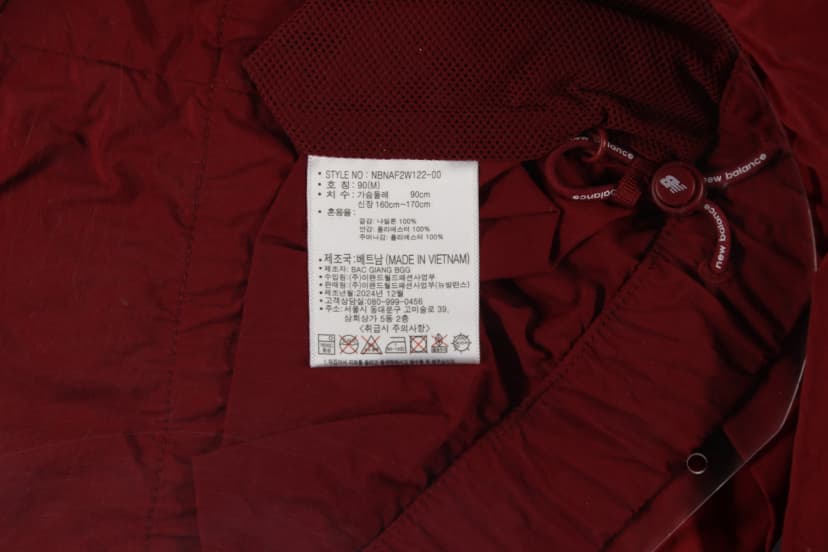 • STYLE NO : NBNAF2W122-00
• 호 칭 : 90(M)
• 치 수 : 가슴둘레 90cm
신장 160cm~170cm
• 혼용율 :
겉감: 나일론 100%
안감: 폴리에스터 100%
주머니감: 폴리에스터 100%
• 제조국:베트남(MADE IN VIETNAM)
• 제조자: BAC GIANG BGG
• 수입원:(주)이랜드월드패션사업부
• 판매원:(주)이랜드월드패션사업부(뉴발란스)
• 제조년월:2024년 12월
• 고객상담실:080-999-0456
• 주소: 서울시 동대문구 고미술로 39,
삼희상가 5동 2층
<취급시 주의사항>
new balance
new balance
new balance
new balance